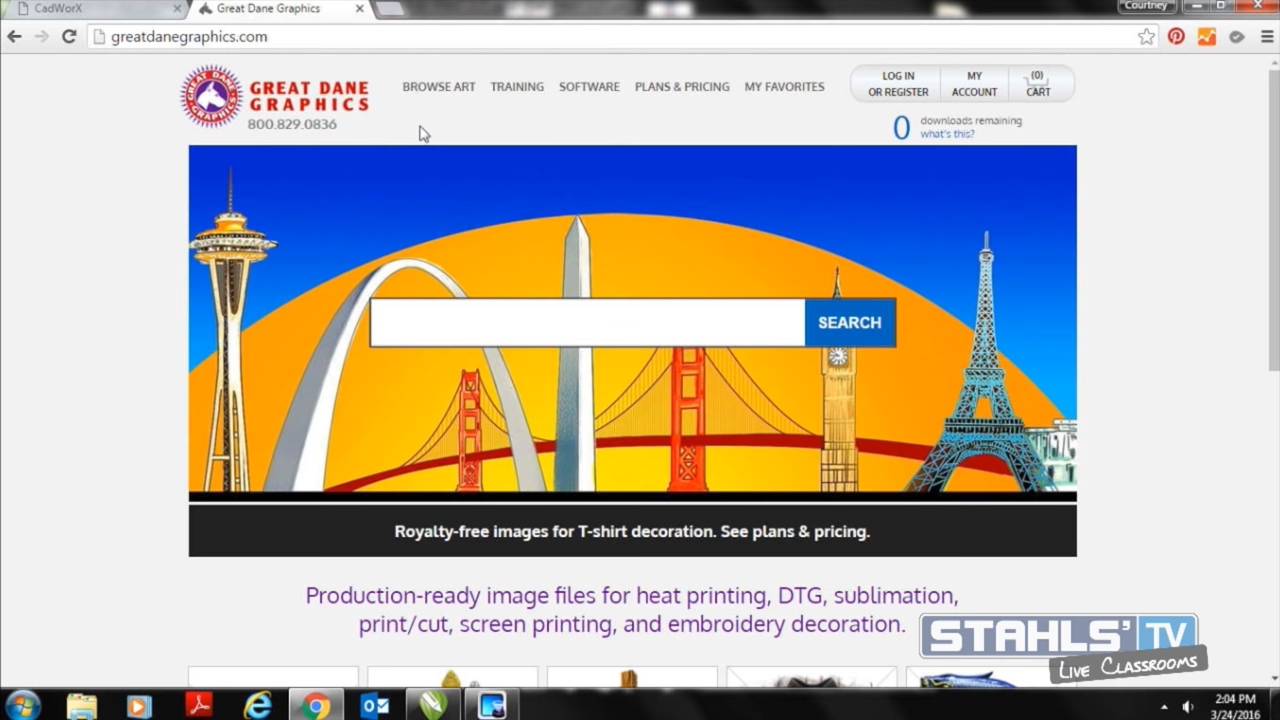 CadWorX
Great Dane Graphics
Courtney
greatdanegraphics.com
GREAT DANE
GREAT DANE
GRAPHICS
GRAPHICS
800.829.0836
BROWSE ART
TRAINING
SOFTWARE
PLANS & PRICING
MY FAVORITES
LOG IN
OR REGISTER
MY
ACCOUNT
(0)
CART
0 downloads remaining
what's this?
SEARCH
Royalty-free images for T-shirt decoration. See plans & pricing.
Production-ready image files for heat printing, DTG, sublimation,
print/cut, screen printing, and embroidery decoration.
STAHLS' TV
LIVE CLASSROOMS
2:04 PM
3/24/2016